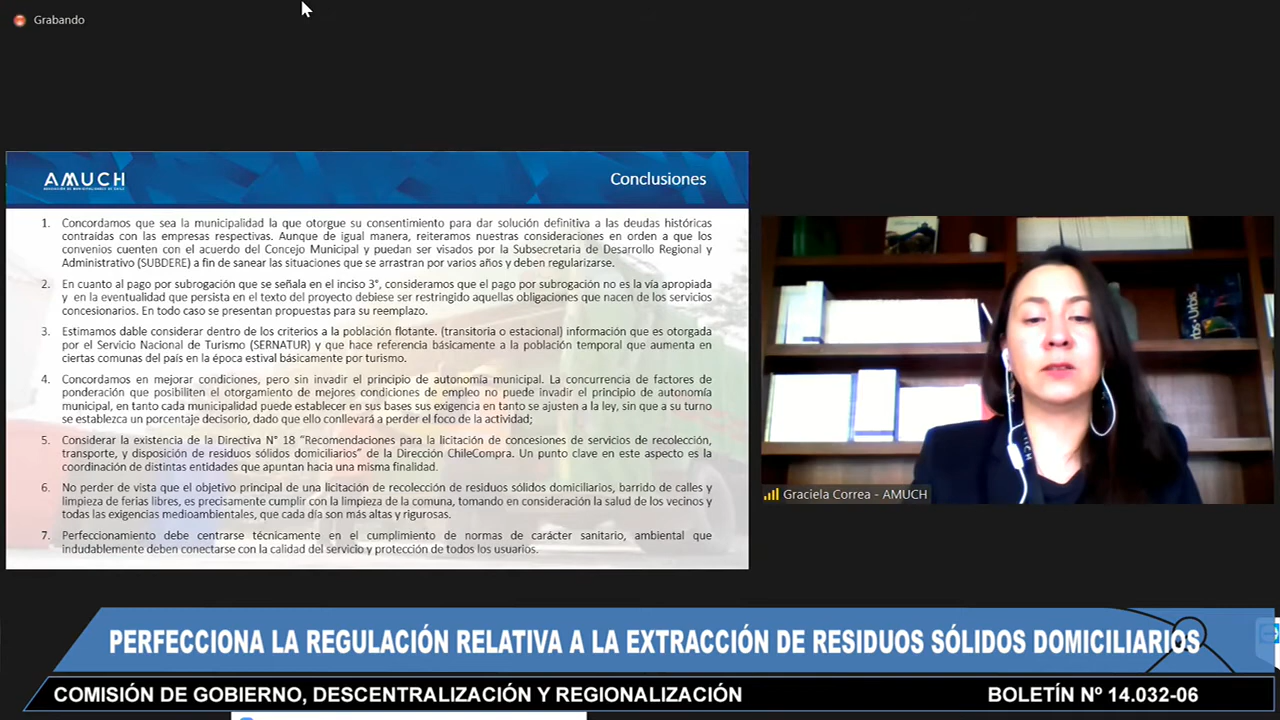 Grabando
AMUCH
ASOCIACIÓN DE MUNICIPALIDADES DE CHILE
Conclusiones
1. Concordamos que sea la municipalidad la que otorgue su consentimiento para dar solución definitiva a las deudas históricas
contraídas con las empresas respectivas. Aunque de igual manera, reiteramos nuestras consideraciones en orden a que los
convenios cuenten con el acuerdo del Concejo Municipal y puedan ser visados por la Subsecretaria de Desarrollo Regional y
Administrativo (SUBDERE) a fin de sanear las situaciones que se arrastran por varios años y deben regularizarse.
2. En cuanto al pago por subrogación que se señala en el inciso 3°, consideramos que el pago por subrogación no es la vía apropiada
y en la eventualidad que persista en el texto del proyecto debiese ser restringido aquellas obligaciones que nacen de los servicios
concesionarios. En todo caso se presentan propuestas para su reemplazo.
3. Estimamos dable considerar dentro de los criterios a la población flotante. (transitoria o estacional) información que es otorgada
por el Servicio Nacional de Turismo (SERNATUR) y que hace referencia básicamente a la población temporal que aumenta en
ciertas comunas del país en la época estival básicamente por turismo.
4. Concordamos en mejorar condiciones, pero sin invadir el principio de autonomía municipal. La concurrencia de factores de
ponderación que posibiliten el otorgamiento de mejores condiciones de empleo no puede invadir el principio de autonomía
municipal, en tanto cada municipalidad puede establecer en sus bases sus exigencia en tanto se ajusten a la ley, sin que a su turno
se establezca un porcentaje decisorio, dado que ello conllevará a perder el foco de la actividad;
5. Considerar la existencia de la Directiva N° 18 “Recomendaciones para la licitación de concesiones de servicios de recolección,
transporte, y disposición de residuos sólidos domiciliarios” de la Dirección ChileCompra. Un punto clave en este aspecto es la
coordinación de distintas entidades que apuntan hacia una misma finalidad.
6. No perder de vista que el objetivo principal de una licitación de recolección de residuos sólidos domiciliarios, barrido de calles y
limpieza de ferias libres, es precisamente cumplir con la limpieza de la comuna, tomando en consideración la salud de los vecinos y
todas las exigencias medioambientales, que cada día son más altas y rigurosas.
7. Perfeccionamiento debe centrarse técnicamente en el cumplimiento de normas de carácter sanitario, ambiental que
indudablemente deben conectarse con la calidad del servicio y protección de todos los usuarios.
Graciela Correa - AMUCH
PERFECCIONA LA REGULACIÓN RELATIVA A LA EXTRACCIÓN DE RESIDUOS SÓLIDOS DOMICILIARIOS
COMISIÓN DE GOBIERNO, DESCENTRALIZACIÓN Y REGIONALIZACIÓN
BOLETÍN Nº 14.032-06